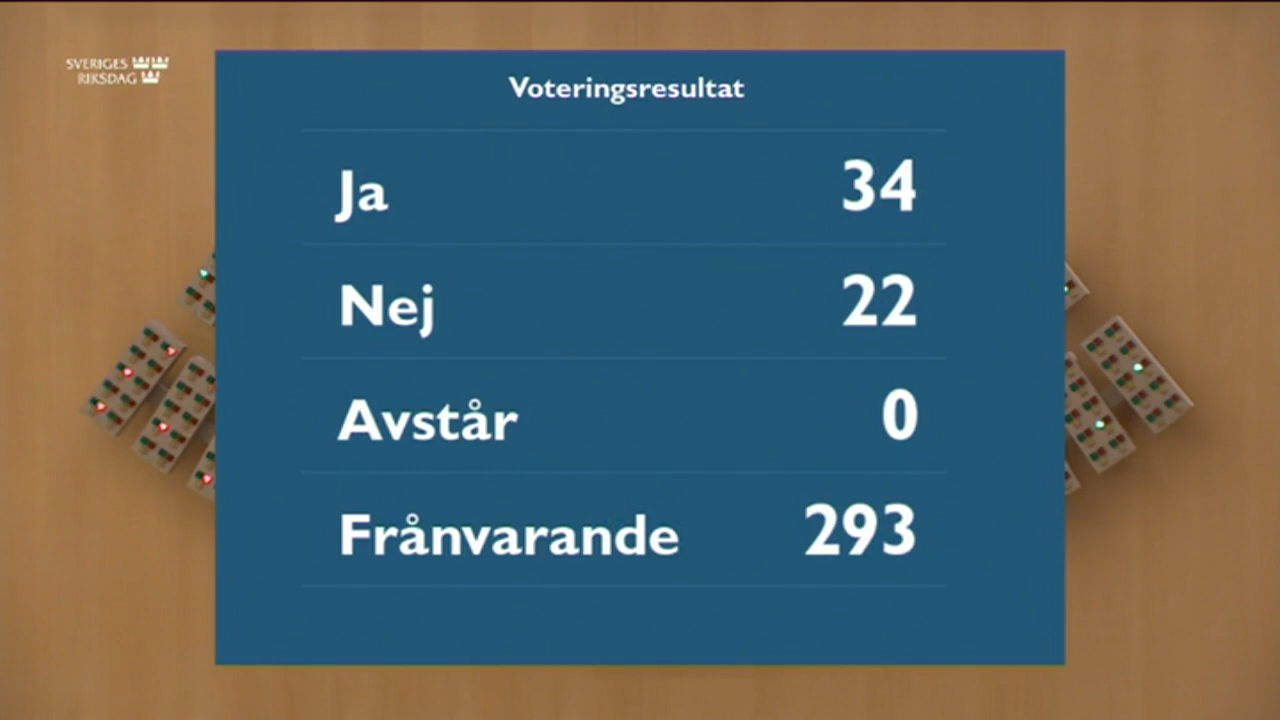 SVERIGES
RIKSDAG
Voteringsresultat
Ja 34
Nej 22
Avstår 0
Frånvarande 293